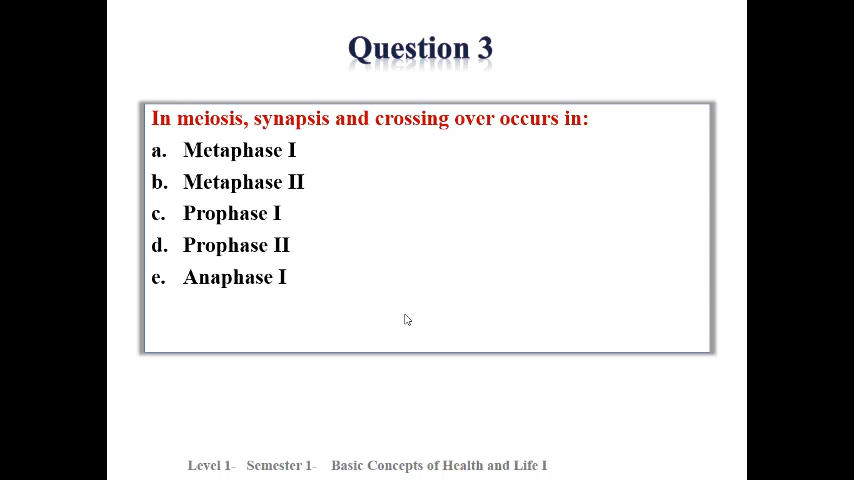 Question 3
In meiosis, synapsis and crossing over occurs in:
a. Metaphase I
b. Metaphase II
c. Prophase I
d. Prophase II
e. Anaphase I
Level 1- Semester 1- Basic Concepts of Health and Life I